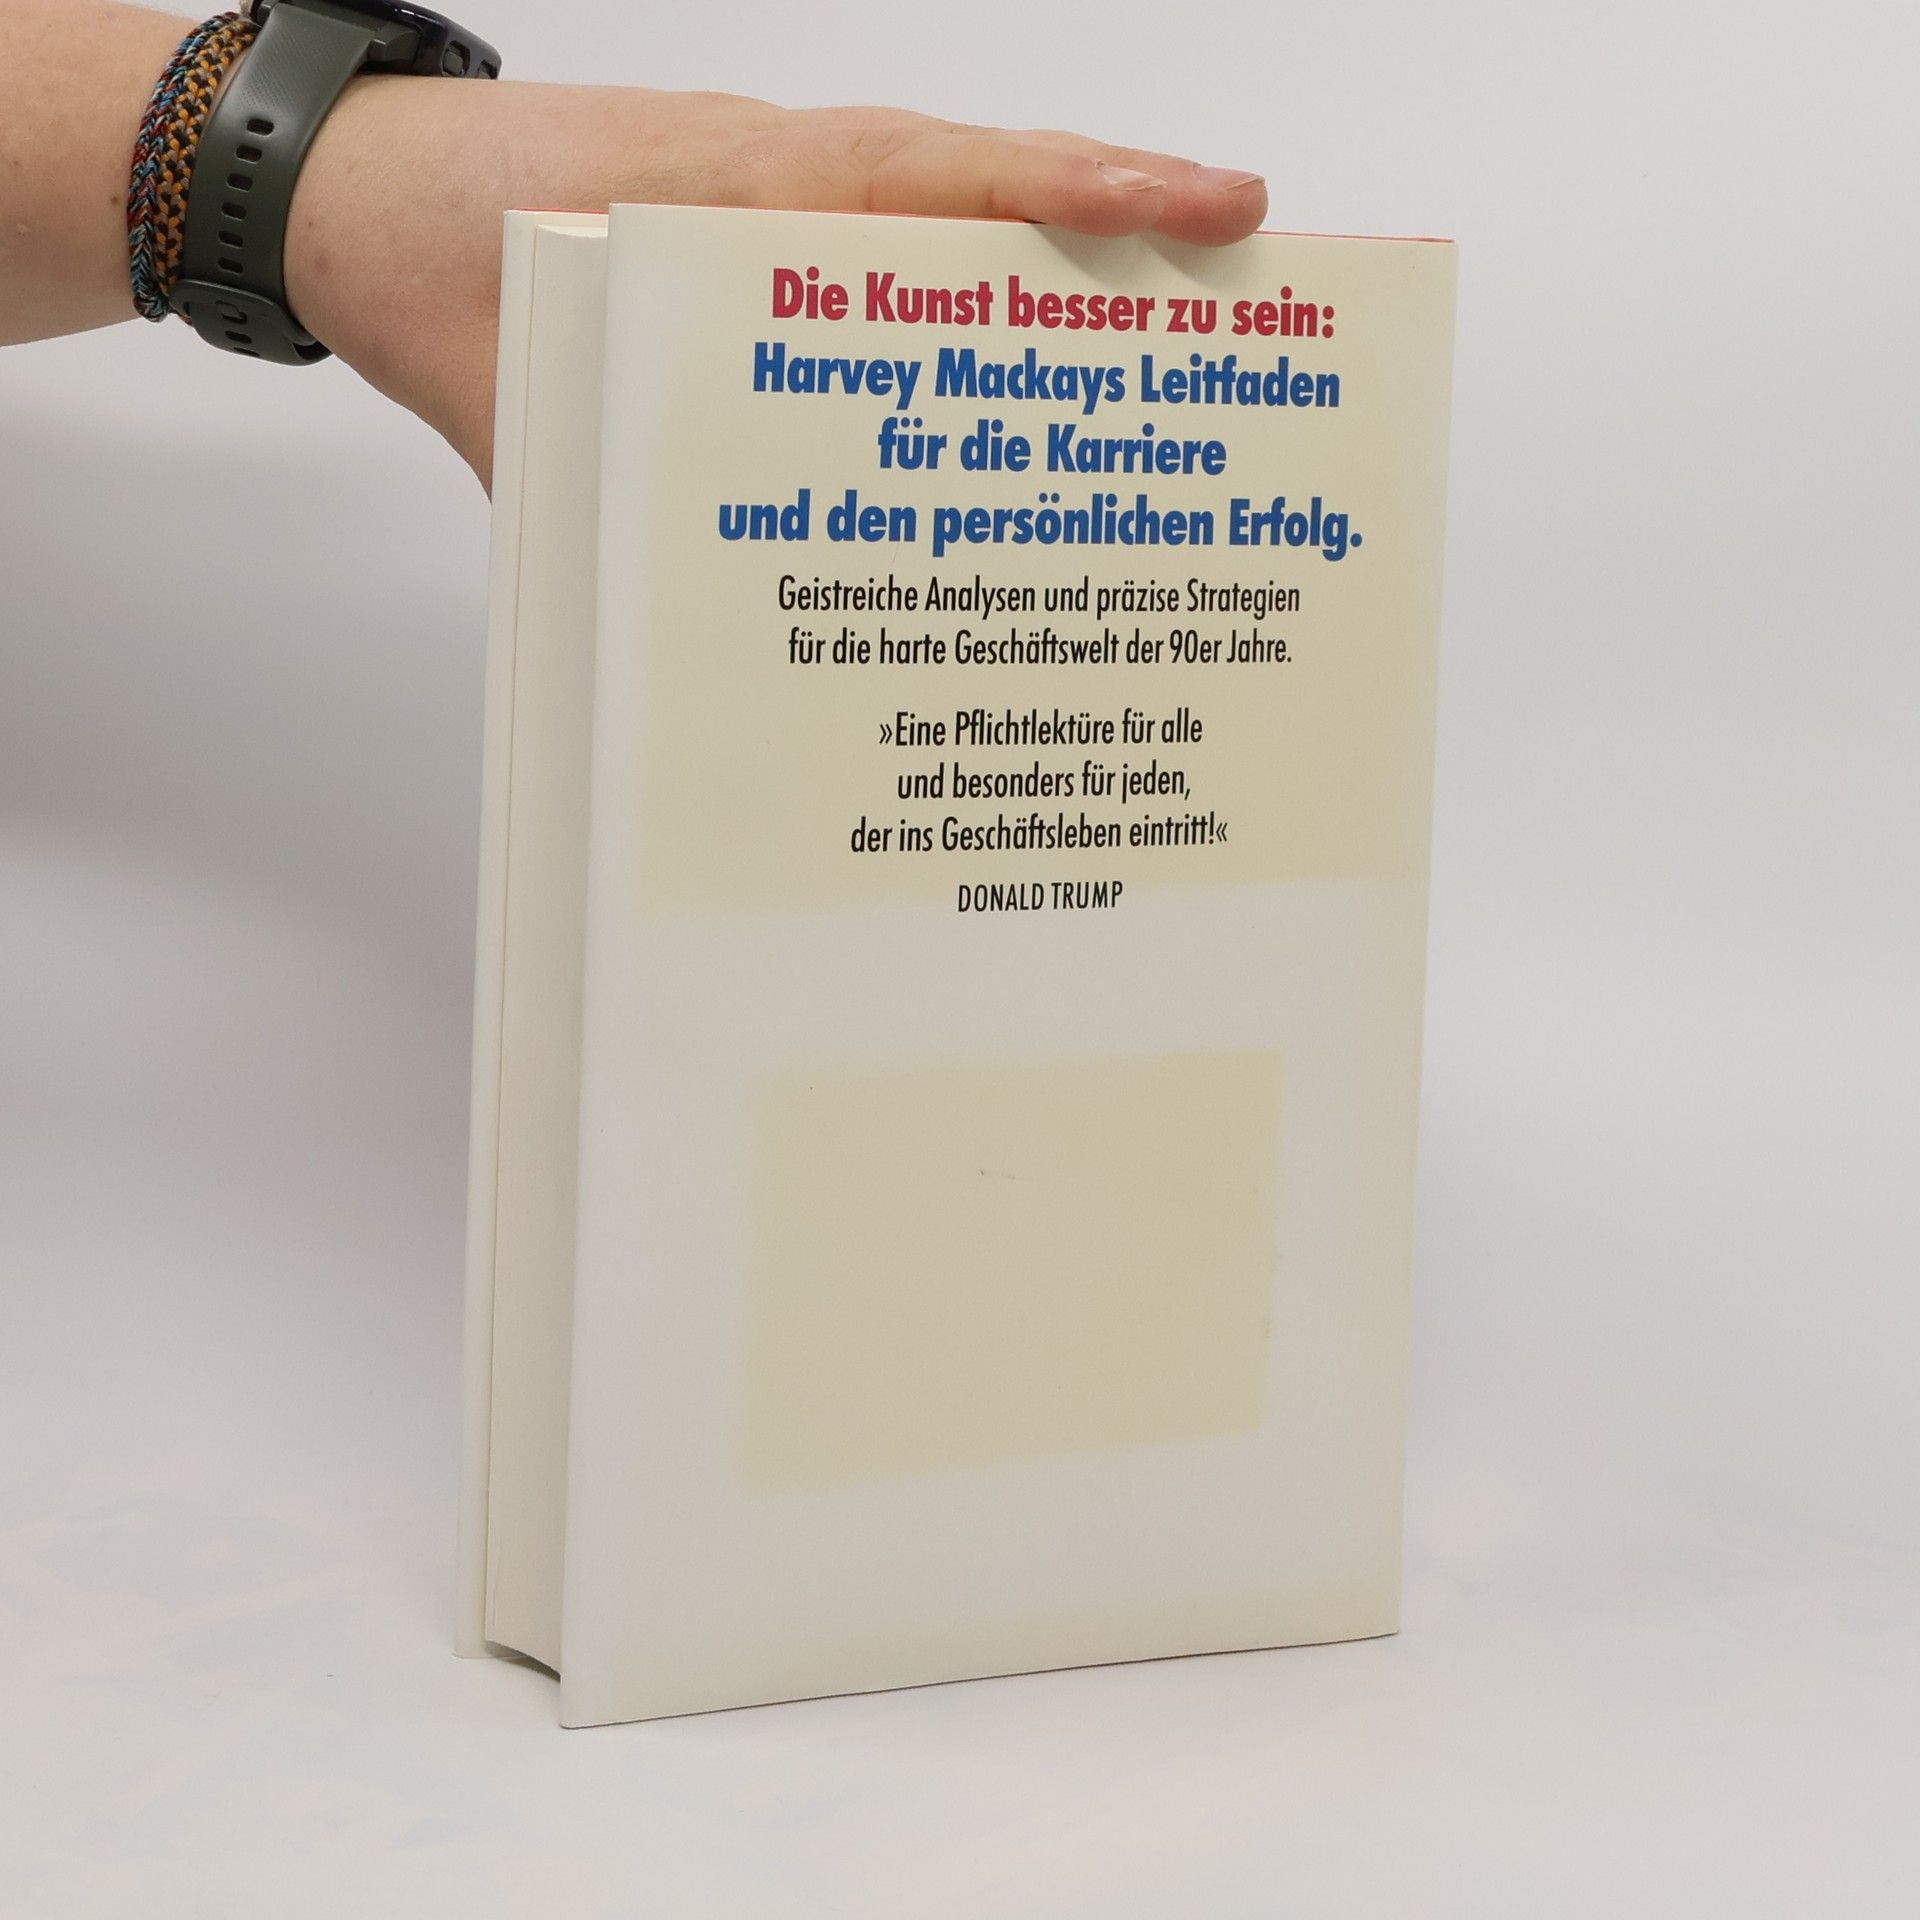 Die Kunst besser zu sein:
Harvey Mackays Leitfaden
für die Karriere
und den persönlichen Erfolg.
Geistreiche Analysen und präzise Strategien
für die harte Geschäftswelt der 90er Jahre.
»Eine Pflichtlektüre für alle
und besonders für jeden,
der ins Geschäftsleben eintritt!«
DONALD TRUMP